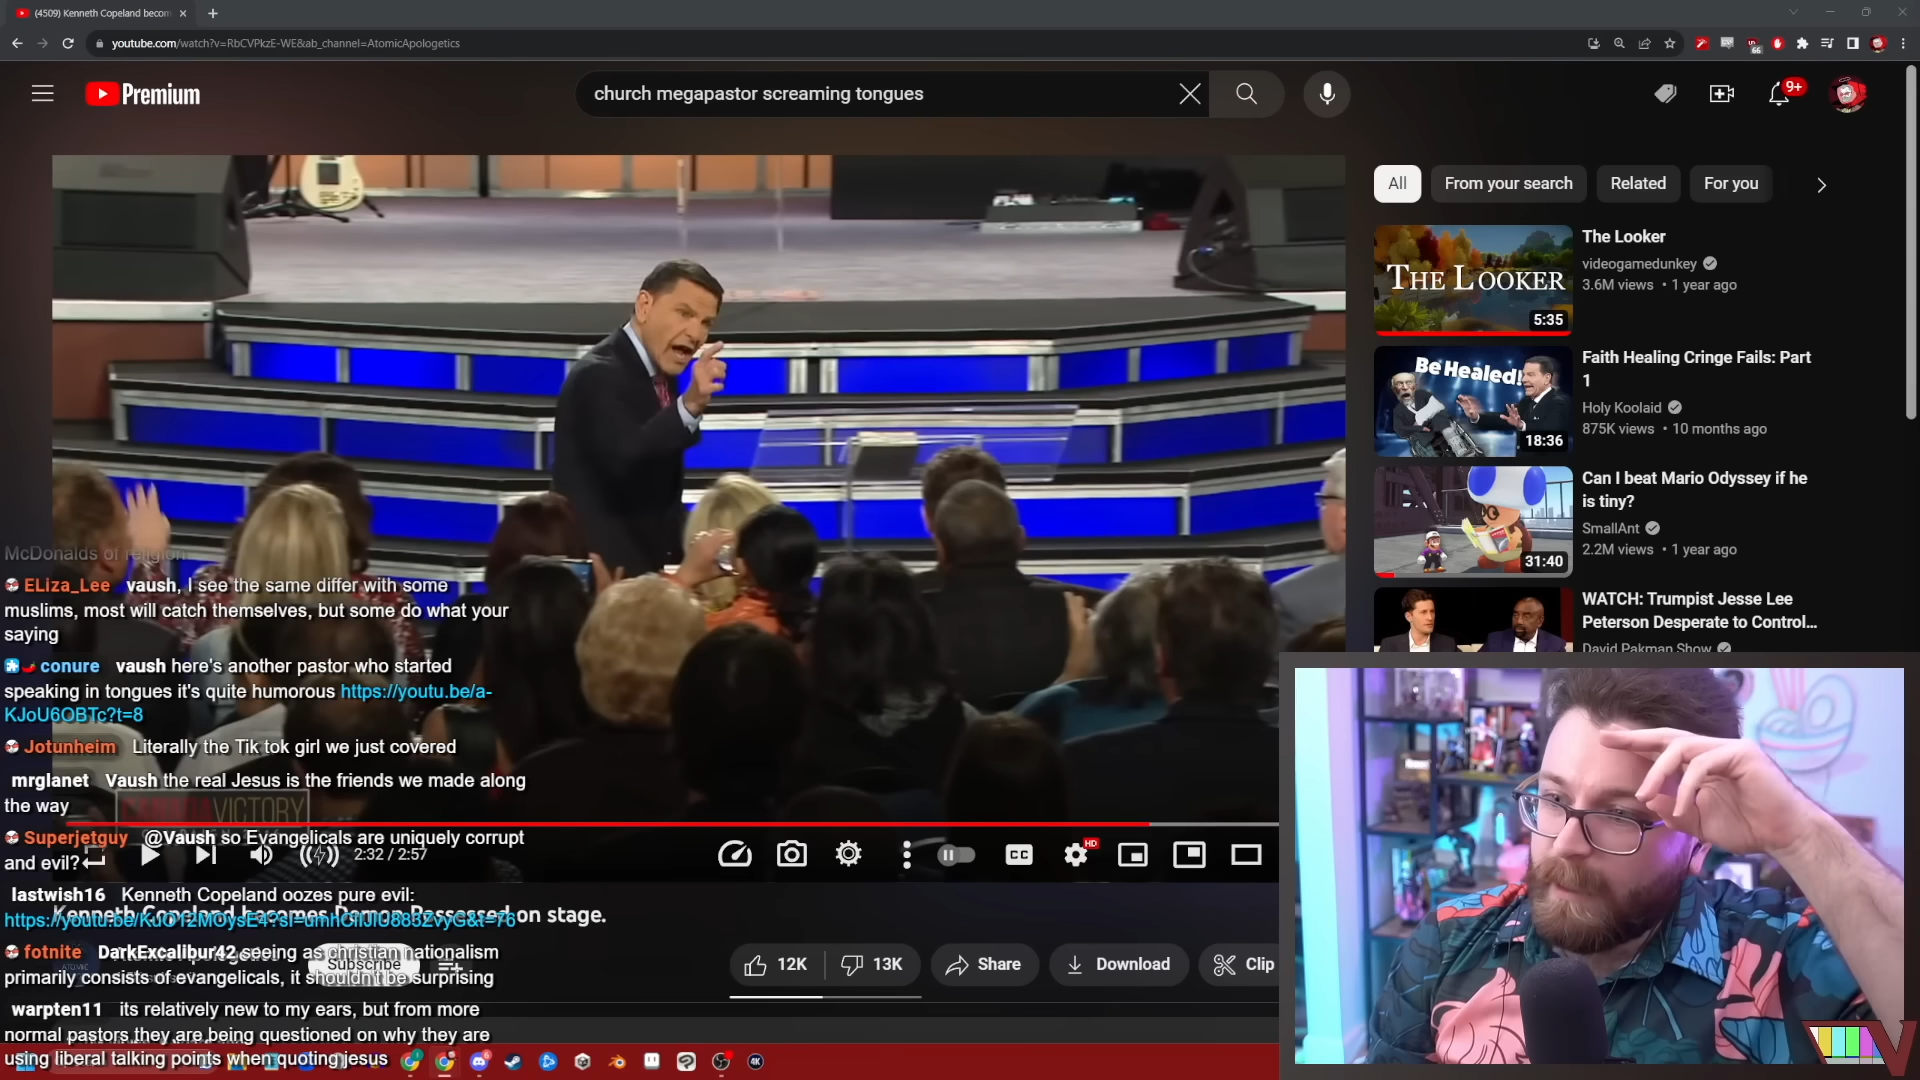 (4509) Kenneth Copeland becom
youtube.com/watch?v=RbCVPkzE-WE&ab_channel=AtomicApologetics
66
Premium
church megapastor screaming tongues
9+
All
From your search
Related
For you
THE LOOKER
5:35
The Looker
videogamedunkey
3.6M views • 1 year ago
Be Healed!
18:36
Faith Healing Cringe Fails: Part
1
Holy Koolaid
875K views • 10 months ago
31:40
Can I beat Mario Odyssey if he
is tiny?
SmallAnt
2.2M views • 1 year ago
WATCH: Trumpist Jesse Lee
Peterson Desperate to Control...
David Pakman Show
McDonalds of religion
ELiza_Lee vaush, I see the same differ with some
muslims, most will catch themselves, but some do what your
saying
conure vaush here's another pastor who started
speaking in tongues it's quite humorous https://youtu.be/a-
KJoU6OBTc?t=8
Jotunheim Literally the Tik tok girl we just covered
mrglanet Vaush the real Jesus is the friends we made along
the way
VICTORY
Superjetguy @Vaush so Evangelicals are uniquely corrupt
and evil?
2:32 / 2:57
CC
HD
lastwish16 Kenneth Copeland oozes pure evil:
Kenneth Copeland becomes Demon Possessed on stage.
fotnite DarkExcalibur42 seeing as christian nationalism
primarily consists of evangelicals, it shouldn't be surprising
Subscribe
12K
13K
Share
Download
Clip
warpten11 its relatively new to my ears, but from more
normal pastors they are being questioned on why they are
using liberal talking points when quoting jesus
4K
V